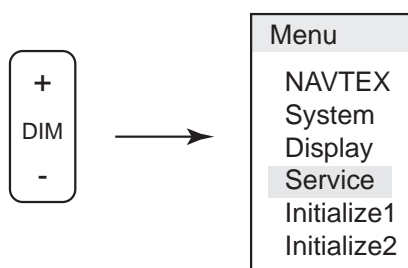 +
DIM
-
Menu
NAVTEX
System
Display
Service
Initialize1
Initialize2